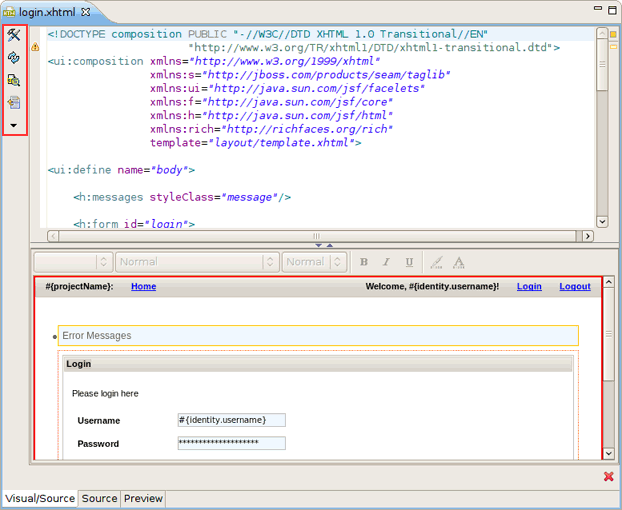 login.xhtml
<!DOCTYPE composition PUBLIC "-//W3C//DTD XHTML 1.0 Transitional//EN"
"http://www.w3.org/TR/xhtml1/DTD/xhtml1-transitional.dtd">
<ui:composition xmlns="http://www.w3.org/1999/xhtml"
xmlns:s="http://jboss.com/products/seam/taglib"
xmlns:ui="http://java.sun.com/jsf/facelets"
xmlns:f="http://java.sun.com/jsf/core"
xmlns:h="http://java.sun.com/jsf/html"
xmlns:rich="http://richfaces.org/rich"
template="layout/template.xhtml">
<ui:define name="body">
<h:messages styleClass="message"/>
<h:form id="login">
Normal Normal B I U A
#{projectName}: Home Welcome, #{identity.username}! Login Logout
Error Messages
Login
Please login here
Username #{identity.username}
Password ********************
Visual/Source Source Preview